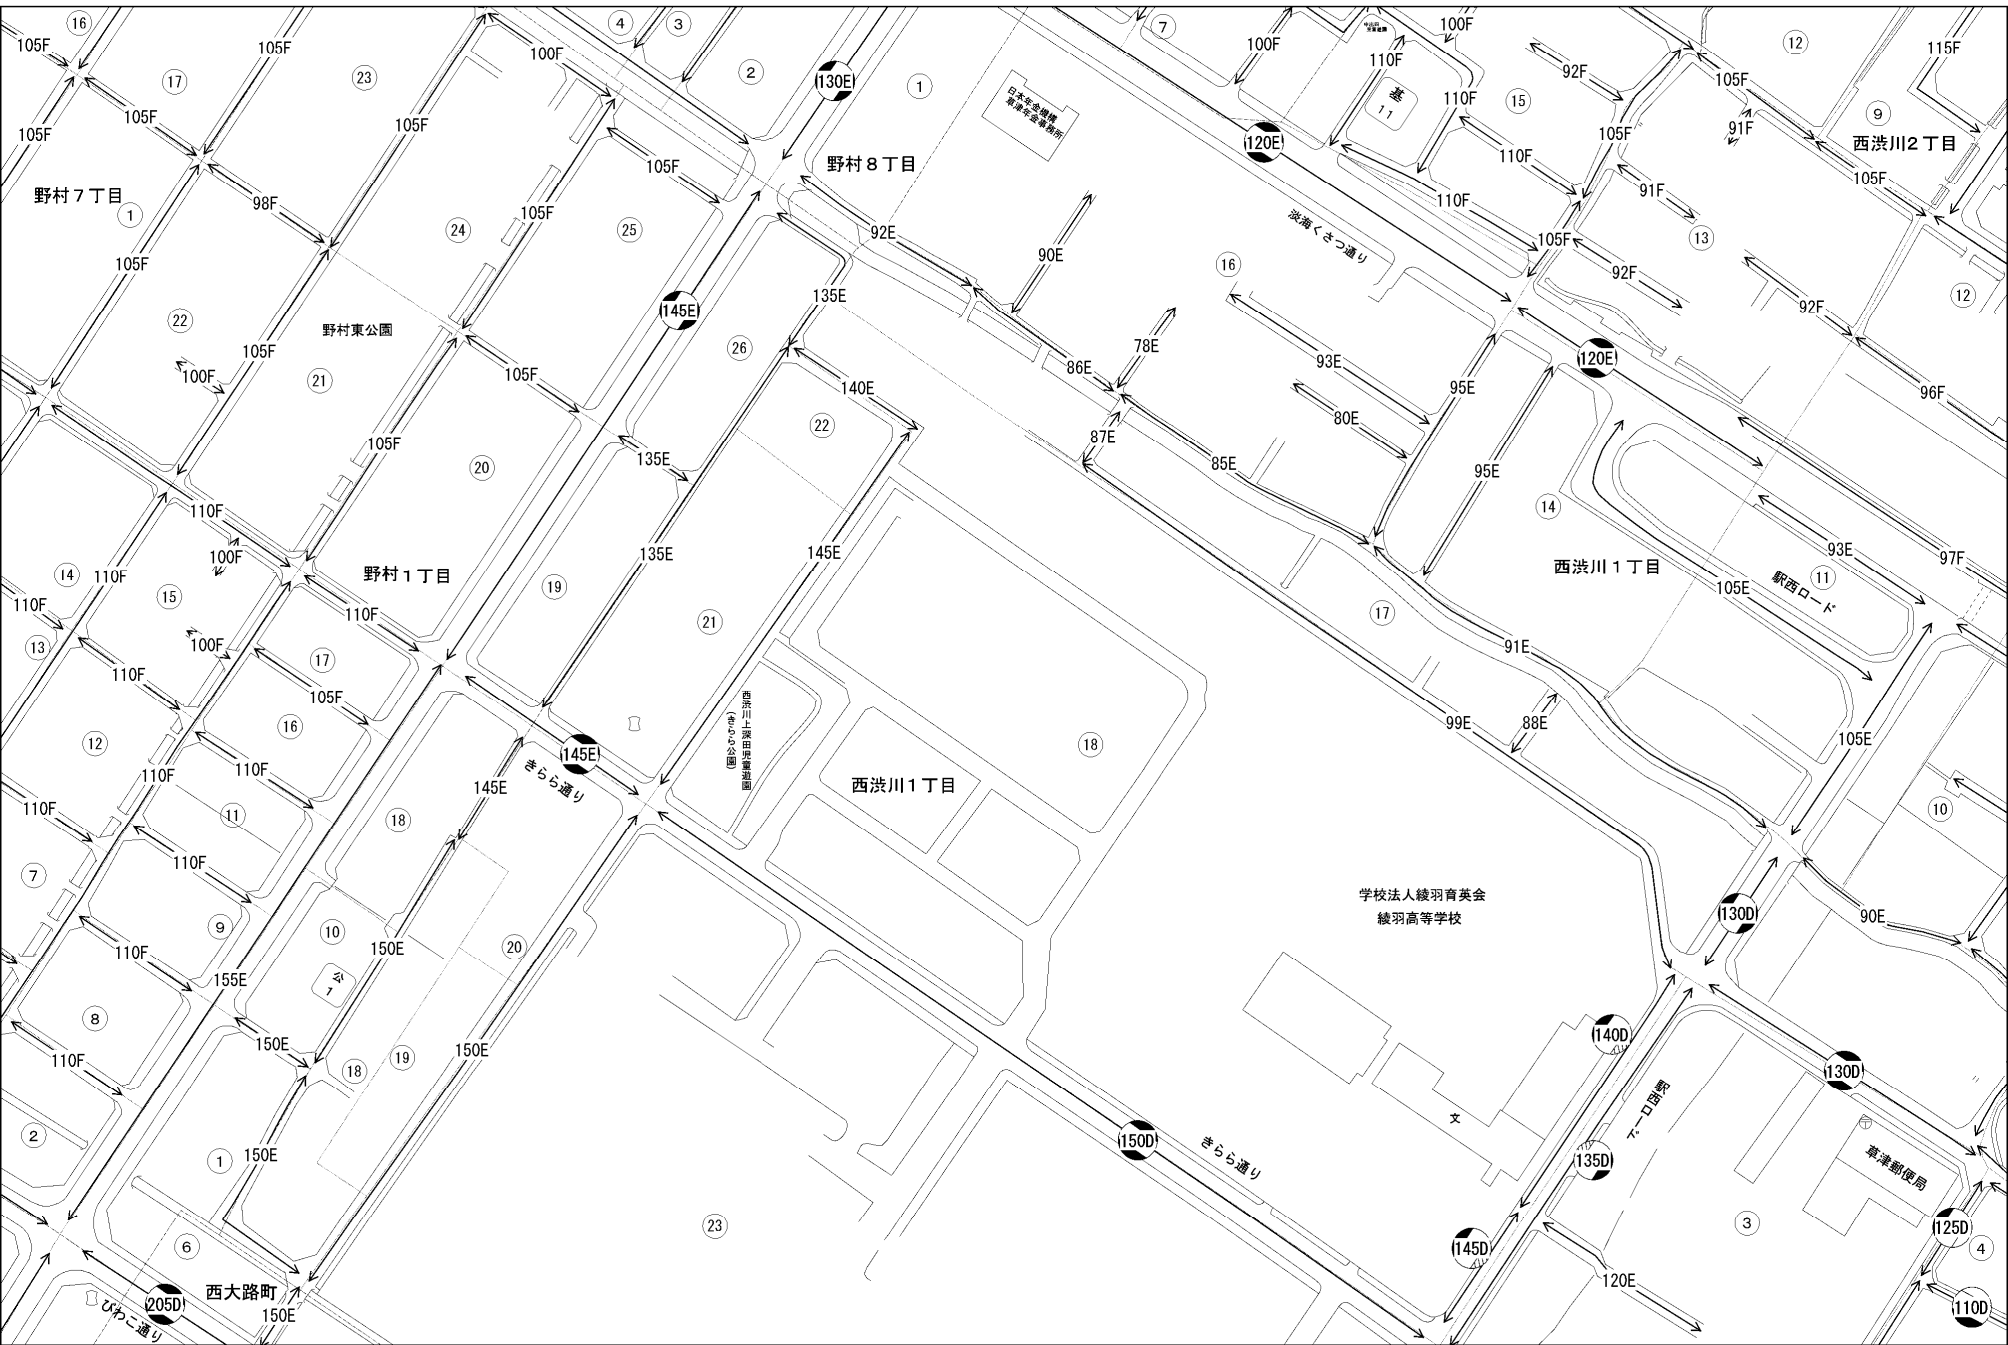 16
4
3
7
100F
12
115F
105F
105F
17
23
100F
2
130E
1
日本年金機構
草津年金事務所
100F
110F
92F
105F
9
105F
105F
105F
基
11
110F
15
105F
91F
西渋川2丁目
野村7丁目
1
98F
105F
野村8丁目
120E
110F
105F
105F
24
25
92E
淡海くさつ通り
110F
91F
13
105F
90E
16
105F
92F
12
22
野村東公園
145E
135E
92F
105F
100F
21
105F
26
86E
78E
93E
120E
140E
95E
80E
96F
105F
20
135E
22
87E
85E
95E
14
110F
100F
野村1丁目
135E
145E
93E
97F
14
110F
15
19
西渋川1丁目
11
駅西ロード
105E
110F
110F
21
17
13
100F
17
91E
110F
105F
西渋川上深田児童遊園
(きらら公園)
12
16
145E
99E
88E
105E
110F
110F
きらら通り
145E
18
西渋川1丁目
110F
11
18
10
110F
7
学校法人綾羽育英会
綾羽高等学校
130D
90E
9
10
150E
20
110F
155E
公
1
8
150E
150E
140D
110F
18
19
3
130D
2
文
駅西ロード
150D
きらら通り
135D
1
150E
草津郵便局
23
3
125D
4
6
145D
120E
西大路町
205D
150E
110D
びわこ通り